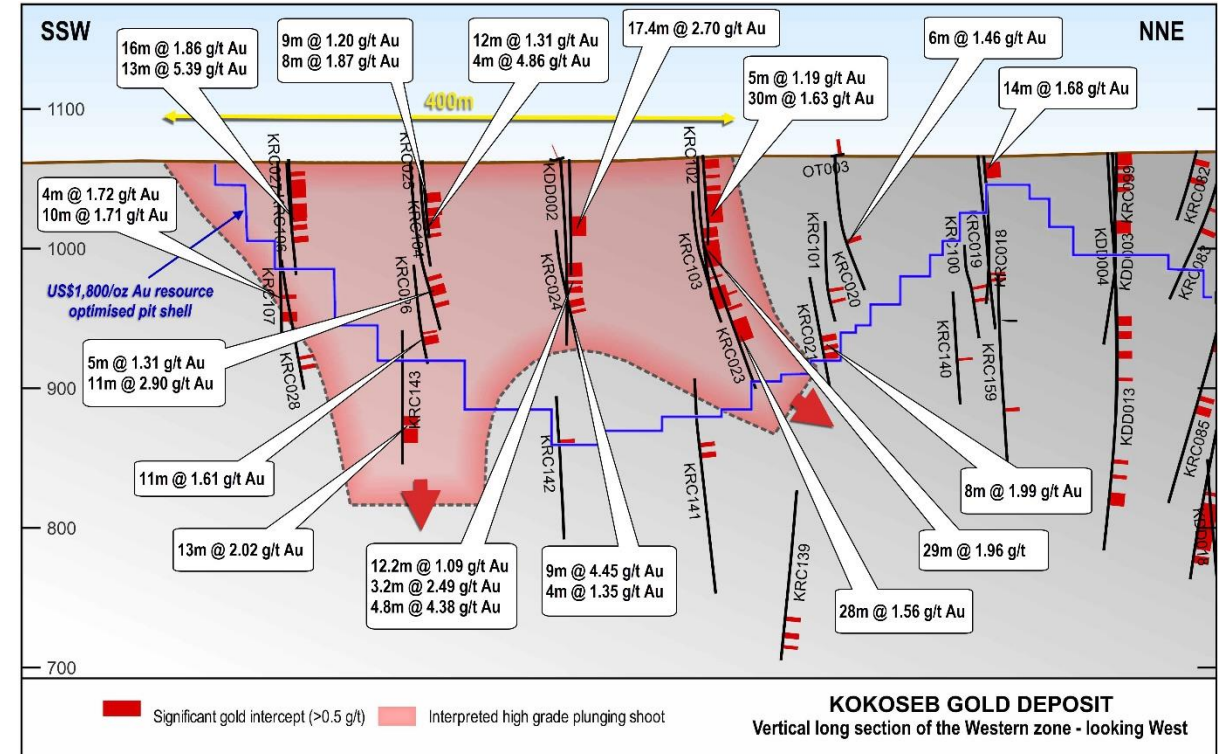 SSW
NNE
16m @ 1.86 g/t Au
13m @ 5.39 g/t Au
9m @ 1.20 g/t Au
8m @ 1.87 g/t Au
12m @ 1.31 g/t Au
4m @ 4.86 g/t Au
17.4m @ 2.70 g/t Au
6m @ 1.46 g/t Au
5m @ 1.19 g/t Au
30m @ 1.63 g/t Au
14m @ 1.68 g/t Au
400m
1100
1000
900
800
700
4m @ 1.72 g/t Au
10m @ 1.71 g/t Au
US$1,800/oz Au resource
optimised pit shell
5m @ 1.31 g/t Au
11m @ 2.90 g/t Au
11m @ 1.61 g/t Au
13m @ 2.02 g/t Au
12.2m @ 1.09 g/t Au
3.2m @ 2.49 g/t Au
4.8m @ 4.38 g/t Au
9m @ 4.45 g/t Au
4m @ 1.35 g/t Au
28m @ 1.56 g/t Au
29m @ 1.96 g/t
8m @ 1.99 g/t Au
KRC027
KRC106
KRC107
KRC028
KRC025
KRC026
KRC143
KDD002
KRC024
KRC142
KRC102
KRC103
KRC023
KRC141
KRC139
OT003
KRC101
KRC020
KRC021
KRC100
KRC019
KRC018
KRC140
KRC159
KRC099
KDD003
KDD004
KDD013
KRC082
KRC083
KRC085
Significant gold intercept (>0.5 g/t)
Interpreted high grade plunging shoot
KOKOSEB GOLD DEPOSIT
Vertical long section of the Western zone - looking West